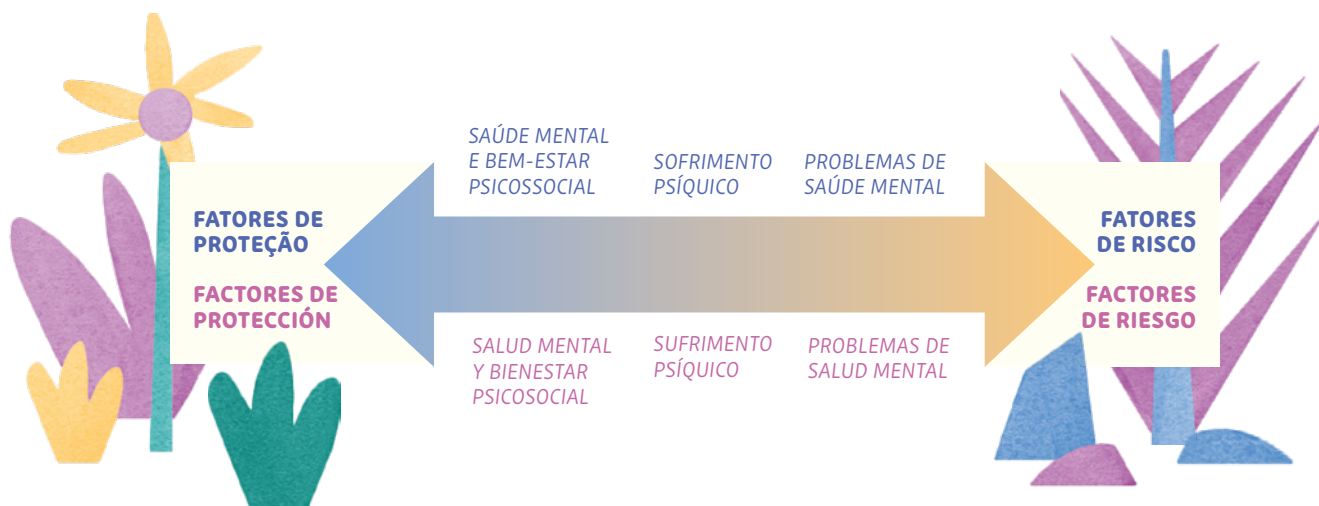 SAÚDE MENTAL
E BEM-ESTAR
PSICOSSOCIAL
SOFRIMENTO
PSÍQUICO
PROBLEMAS DE
SAÚDE MENTAL
FATORES DE
PROTEÇÃO
FACTORES DE
PROTECCIÓN
FATORES
DE RISCO
FACTORES
DE RIESGO
SALUD MENTAL
Y BIENESTAR
PSICOSOCIAL
SUFRIMENTO
PSÍQUICO
PROBLEMAS DE
SALUD MENTAL